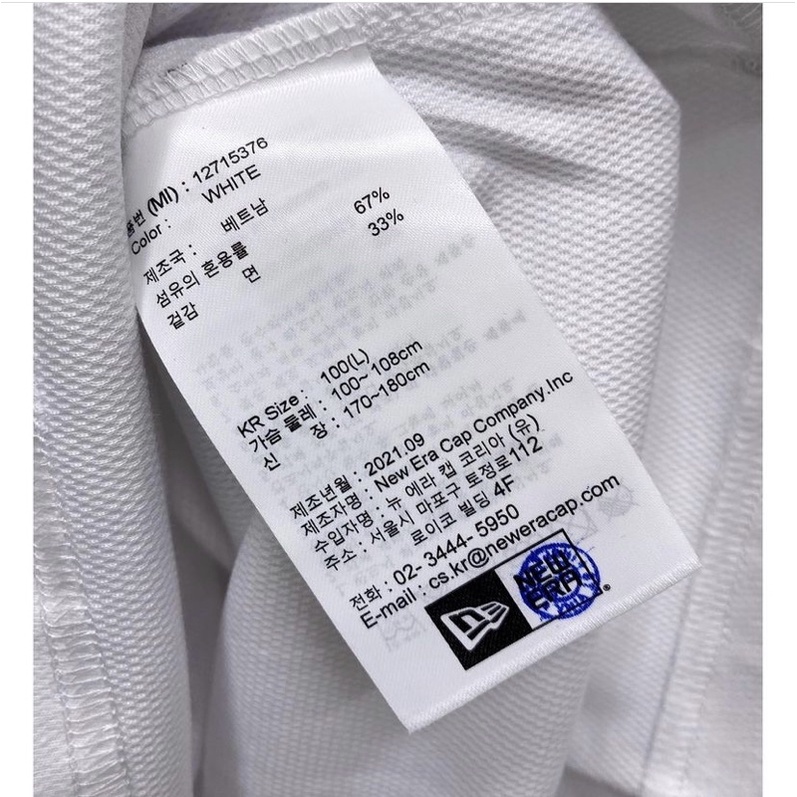 품번 (MI) : 12715376
Color : WHITE
제조국 : 베트남
섬유의 혼용률 67%
겉감 면 33%
KR Size : 100(L)
가슴 둘레 : 100~ 108cm
신 장 : 170~180cm
제조년월 : 2021.09
제조자명 : New Era Cap Company.Inc
수입자명 : 뉴 에라 캡 코리아 (유)
주소 : 서울시 마포구 토정로112
로이코 빌딩 4F
전화 : 02- 3444- 5950
E-mail : cs.kr@neweracap.com
NEW
ERA